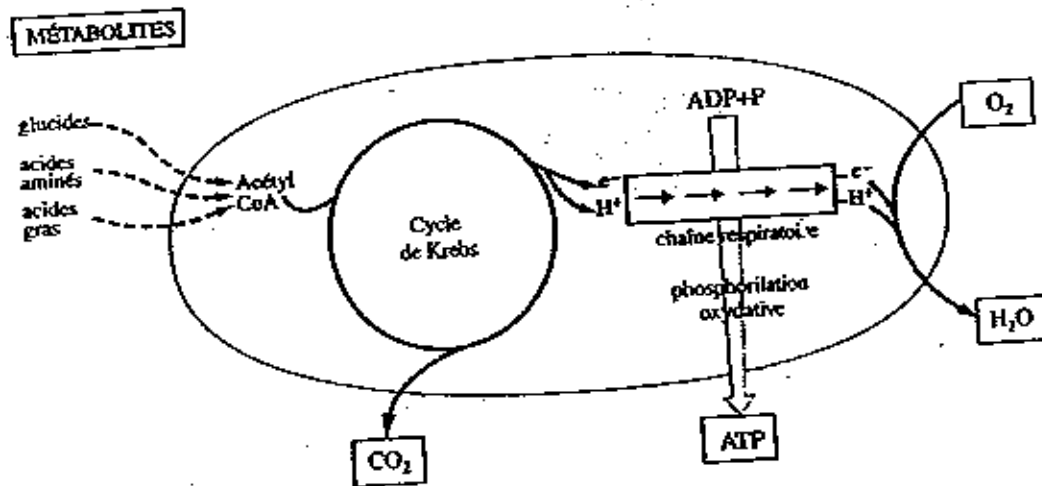 MÉTABOLITES
glucides
acides
aminés
acides
gras
Acétyl
CoA
Cycle
de Krebs
CO₂
e⁻
H⁺
ADP+P
chaîne respiratoire
phosphorilation
oxydative
ATP
e⁻
H⁺
O₂
H₂O